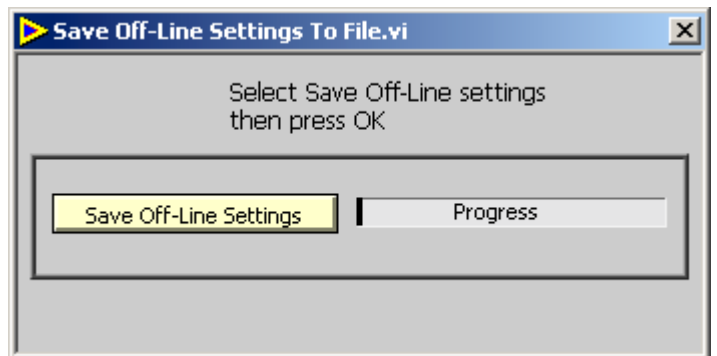 Save Off-Line Settings To File.vi
Select Save Off-Line settings
then press OK
Save Off-Line Settings
Progress